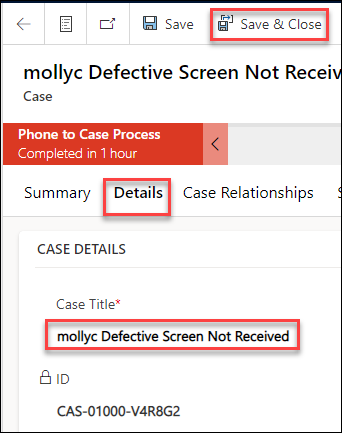 Save Save & Close
mollyc Defective Screen Not Receiv
Case
Phone to Case Process
Completed in 1 hour
Summary Details Case Relationships
CASE DETAILS
Case Title*
mollyc Defective Screen Not Received
ID
CAS-01000-V4R8G2